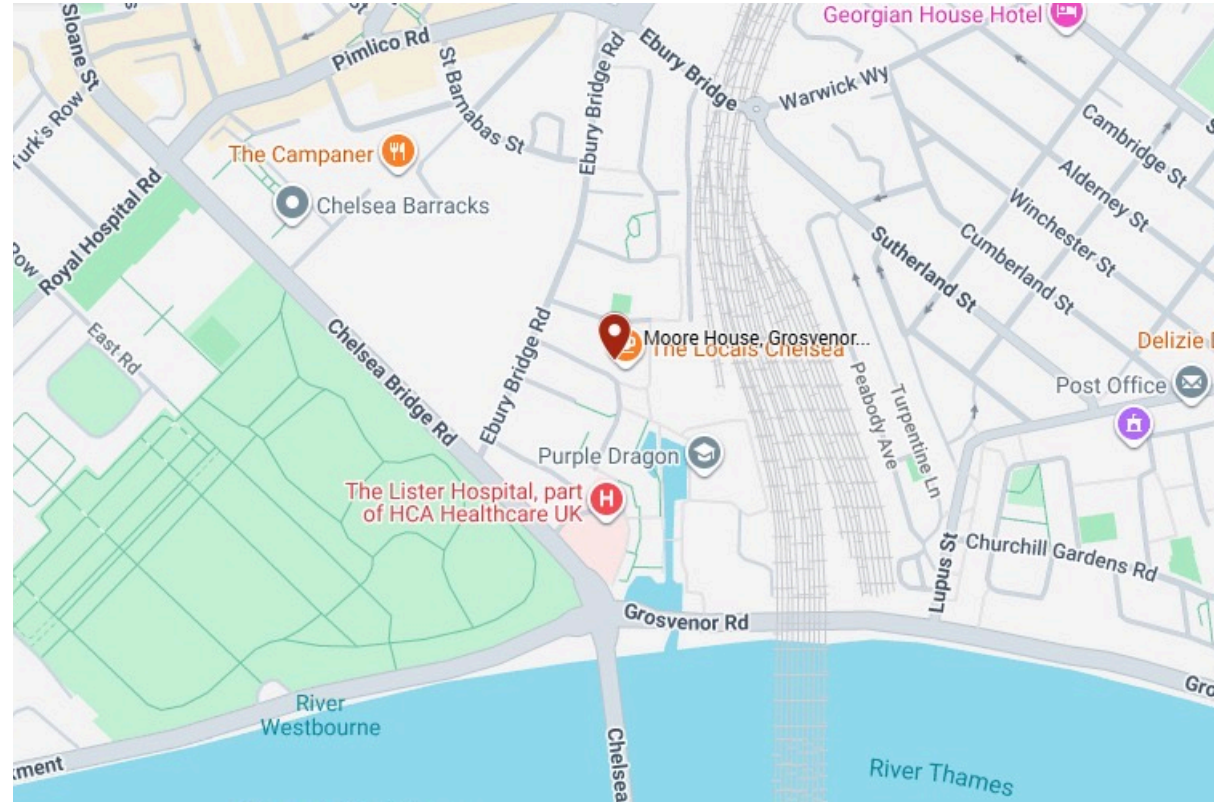 Georgian House Hotel
Sloane St
Pimlico Rd
Ebury Bridge Rd
Ebury Bridge
St Barnabas St
Warwick Wy
Turk's Row
The Campaner
Cambridge St
Alderney St
Winchester St
Chelsea Barracks
Royal Hospital Rd
Row
Cumberland St
Sutherland St
East Rd
Chelsea Bridge Rd
Ebury Bridge Rd
Moore House, Grosvenor...
The Locals Chelsea
Delizie
Peabody Ave
Turpentine Ln
Post Office
Purple Dragon
The Lister Hospital, part
of HCA Healthcare UK
H
Lupus St
Churchill Gardens Rd
Grosvenor Rd
Gro
River
Westbourne
Chelsea
River Thames
kment